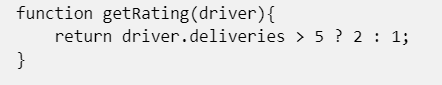 function getRating(driver){
    return driver.deliveries > 5 ? 2 : 1;
}